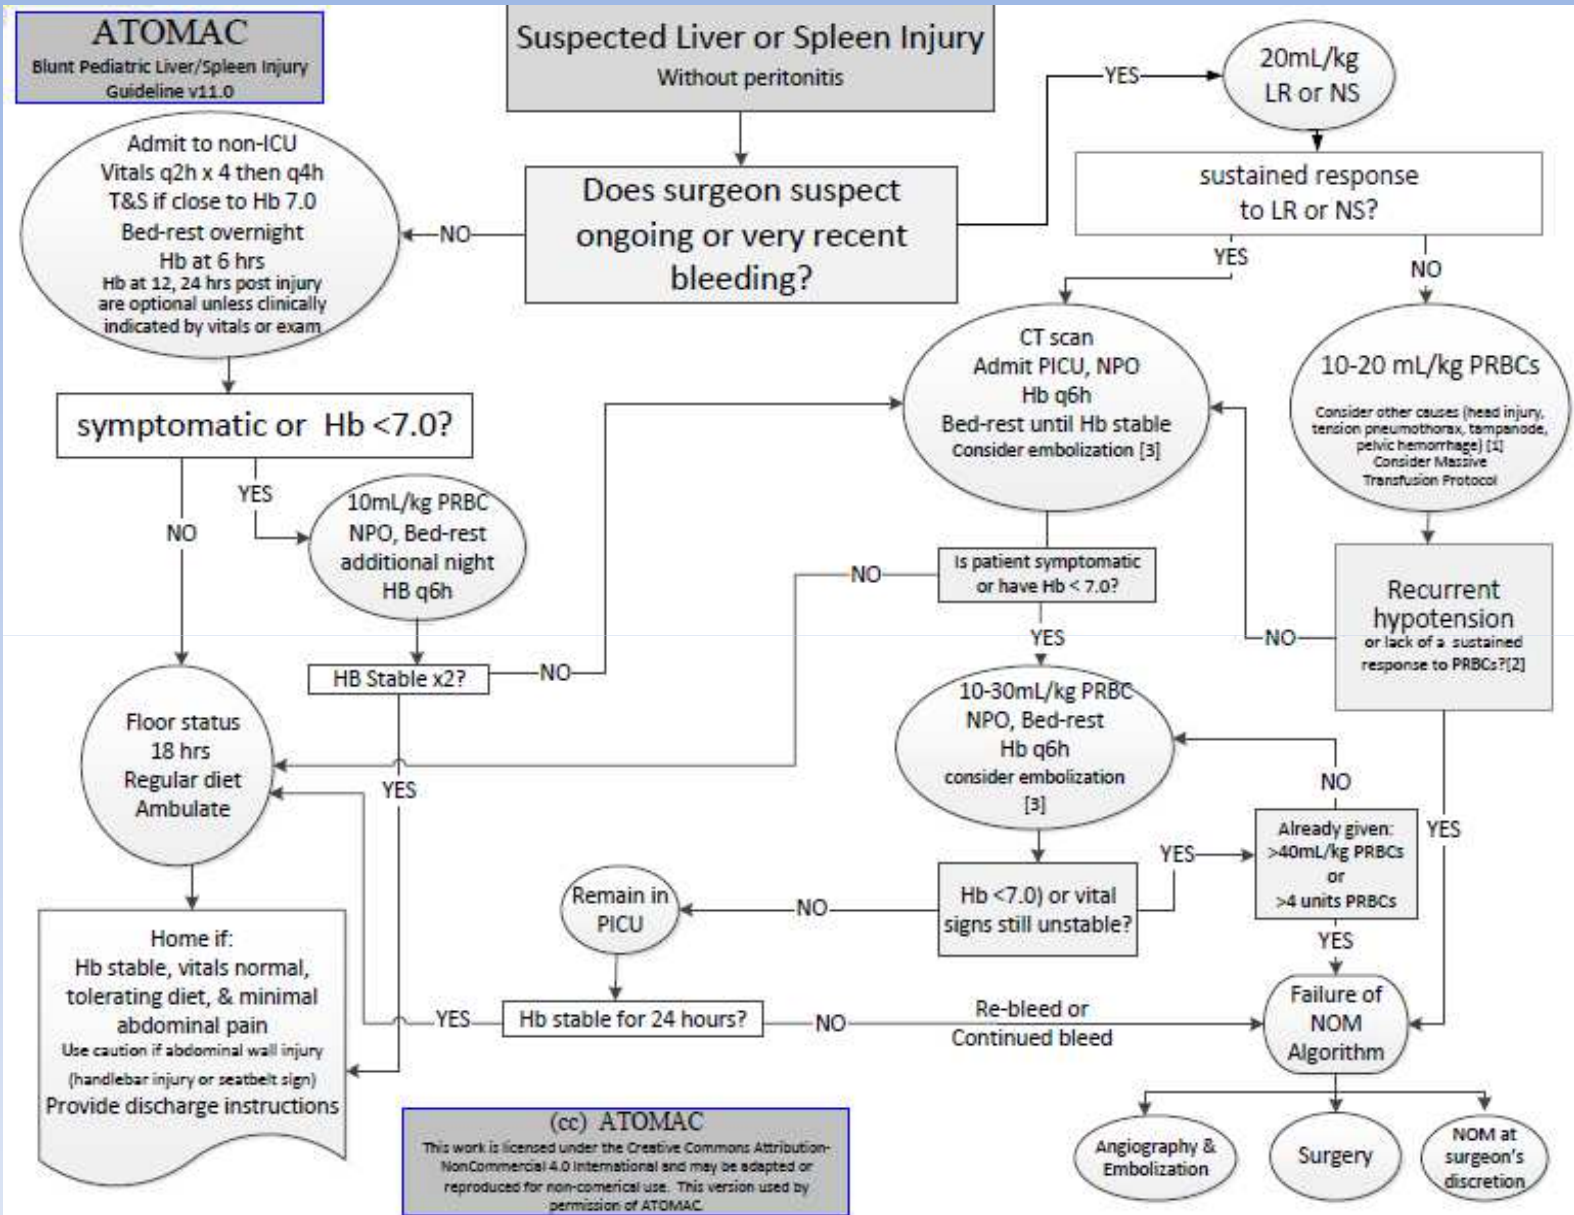 ATOMAC
Blunt Pediatric Liver/Spleen Injury
Guideline v11.0
Suspected Liver or Spleen Injury
Without peritonitis
YES
20mL/kg
LR or NS
Admit to non-ICU
Vitals q2h x 4 then q4h
T&S if close to Hb 7.0
Bed-rest overnight
Hb at 6 hrs
Hb at 12, 24 hrs post injury
are optional unless clinically
indicated by vitals or exam
NO
Does surgeon suspect
ongoing or very recent
bleeding?
sustained response
to LR or NS?
YES
NO
CT scan
Admit PICU, NPO
Hb q6h
Bed-rest until Hb stable
Consider embolization [3]
10-20 mL/kg PRBCs
Consider other causes (head injury,
tension pneumothorax, tampanode,
pelvic hemorrhage) [1]
Consider Massive
Transfusion Protocol
symptomatic or Hb <7.0?
YES
NO
10mL/kg PRBC
NPO, Bed-rest
additional night
HB q6h
NO
Is patient symptomatic
or have Hb < 7.0?
YES
Recurrent
hypotension
or lack of a sustained
response to PRBCs?[2]
NO
HB Stable x2?
NO
YES
Floor status
18 hrs
Regular diet
Ambulate
10-30mL/kg PRBC
NPO, Bed-rest
Hb q6h
consider embolization
[3]
NO
YES
Already given:
>40mL/kg PRBCs
or
>4 units PRBCs
YES
YES
Hb <7.0) or vital
signs still unstable?
NO
Remain in
PICU
Home if:
Hb stable, vitals normal,
tolerating diet, & minimal
abdominal pain
Use caution if abdominal wall injury
(handlebar injury or seatbelt sign)
Provide discharge instructions
YES
Hb stable for 24 hours?
NO
Re-bleed or
Continued bleed
Failure of
NOM
Algorithm
Angiography &
Embolization
Surgery
NOM at
surgeon's
discretion
(cc) ATOMAC
This work is licensed under the Creative Commons Attribution-
NonCommercial 4.0 International and may be adapted or
reproduced for non-comerical use. This version used by
permission of ATOMAC.